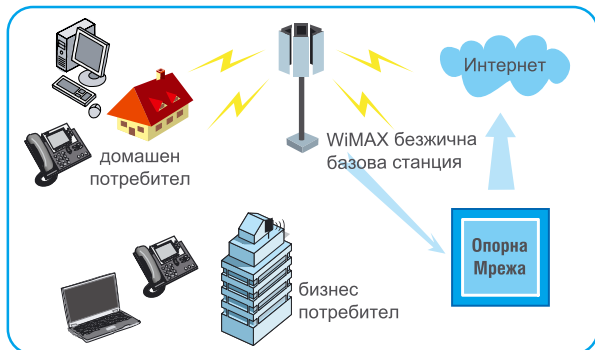 Интернет
WiMAX безжична
базова станция
домашен
потребител
Опорна
Мрежа
бизнес
потребител